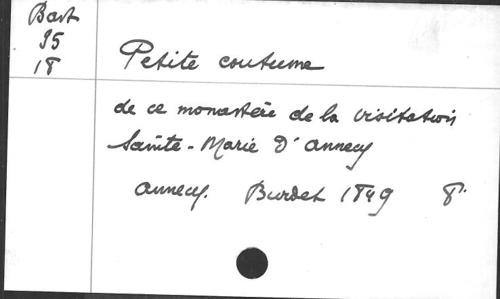 Bast
95
18
Petite coutume
de ce monastère de la visitation
Sainte-Marie d'annecy
annecy. Burdet 1849 8°.